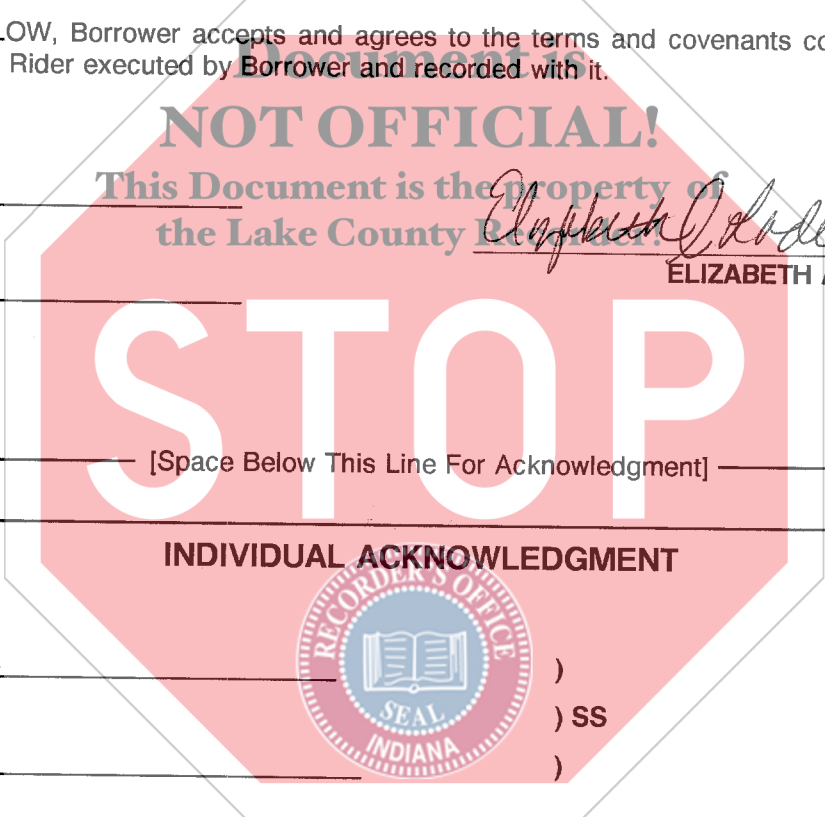 LOW, Borrower accepts and agrees to the terms and covenants co
Rider executed by Borrower and recorded with it.
Document is
NOT OFFICIAL!
This Document is the property of
the Lake County Recorder!
Elizabeth
ELIZABETH A
STOP
[Space Below This Line For Acknowledgment]
INDIVIDUAL ACKNOWLEDGMENT
RECORDER'S OFFICE
SEAL
INDIANA
)
) SS
)